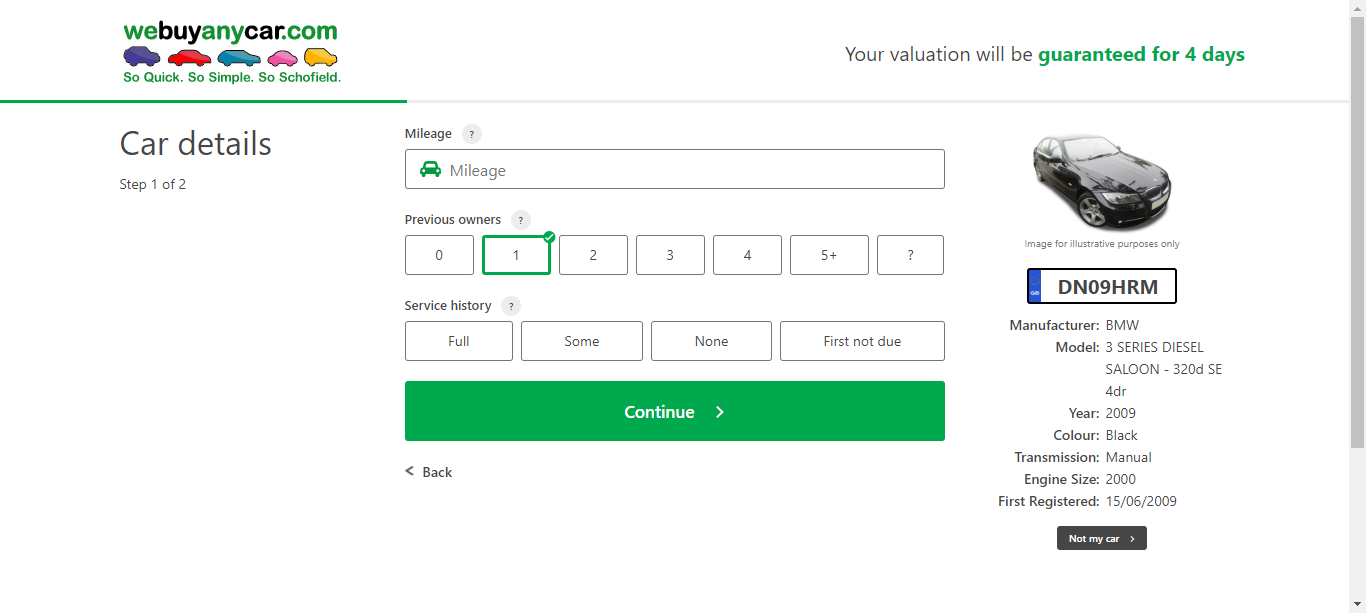 webuyanycar.com
So Quick. So Simple. So Schofield.
Your valuation will be guaranteed for 4 days
Car details
Step 1 of 2
Mileage ?
Mileage
Previous owners ?
0 1 2 3 4 5+ ?
Service history ?
Full Some None First not due
Continue >
< Back
Image for illustrative purposes only
GB DN09HRM
Manufacturer: BMW
Model: 3 SERIES DIESEL
SALOON - 320d SE
4dr
Year: 2009
Colour: Black
Transmission: Manual
Engine Size: 2000
First Registered: 15/06/2009
Not my car >